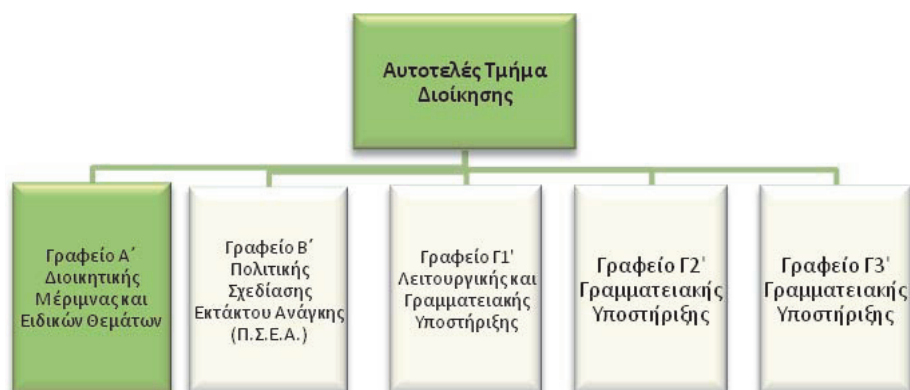 Αυτοτελές Τμήμα
Διοίκησης
Γραφείο Α΄
Διοικητικής
Μέριμνας και
Ειδικών Θεμάτων
Γραφείο Β΄
Πολιτικής
Σχεδίασης
Εκτάκτου Ανάγκης
(Π.Σ.Ε.Α.)
Γραφείο Γ1'
Λειτουργικής και
Γραμματειακής
Υποστήριξης
Γραφείο Γ2'
Γραμματειακής
Υποστήριξης
Γραφείο Γ3'
Γραμματειακής
Υποστήριξης